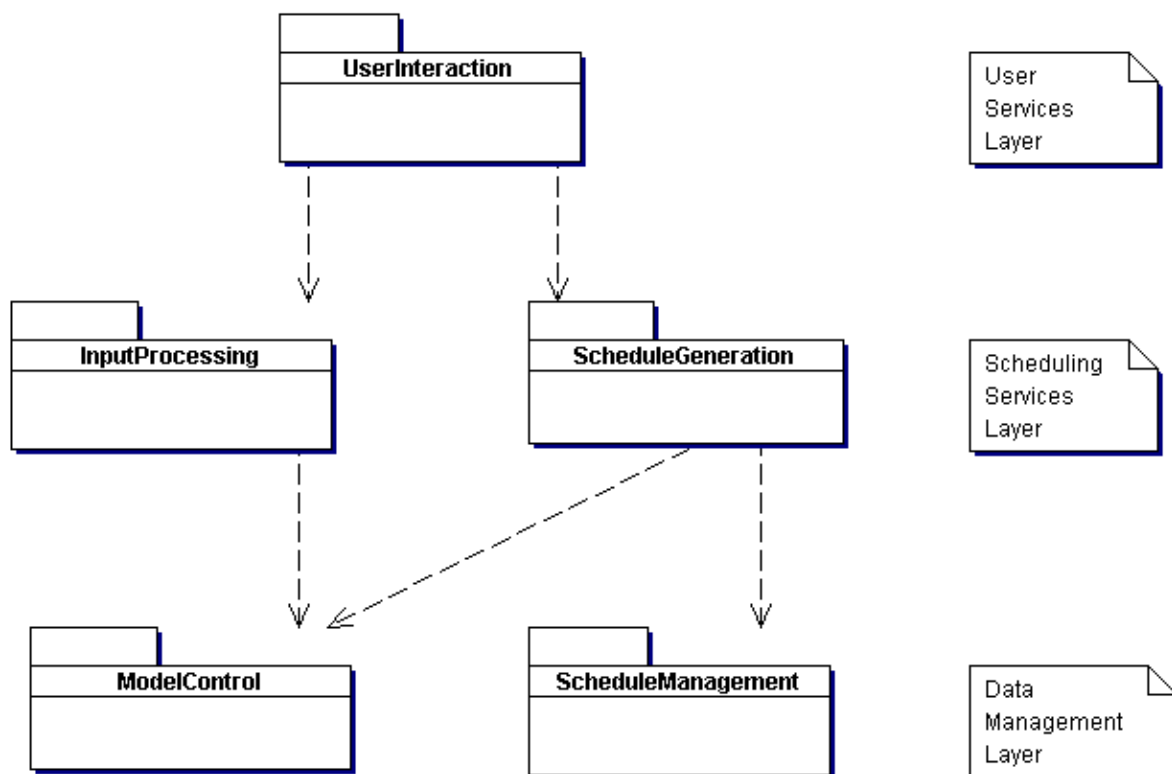 UserInteraction
User
Services
Layer
InputProcessing
ScheduleGeneration
Scheduling
Services
Layer
ModelControl
ScheduleManagement
Data
Management
Layer